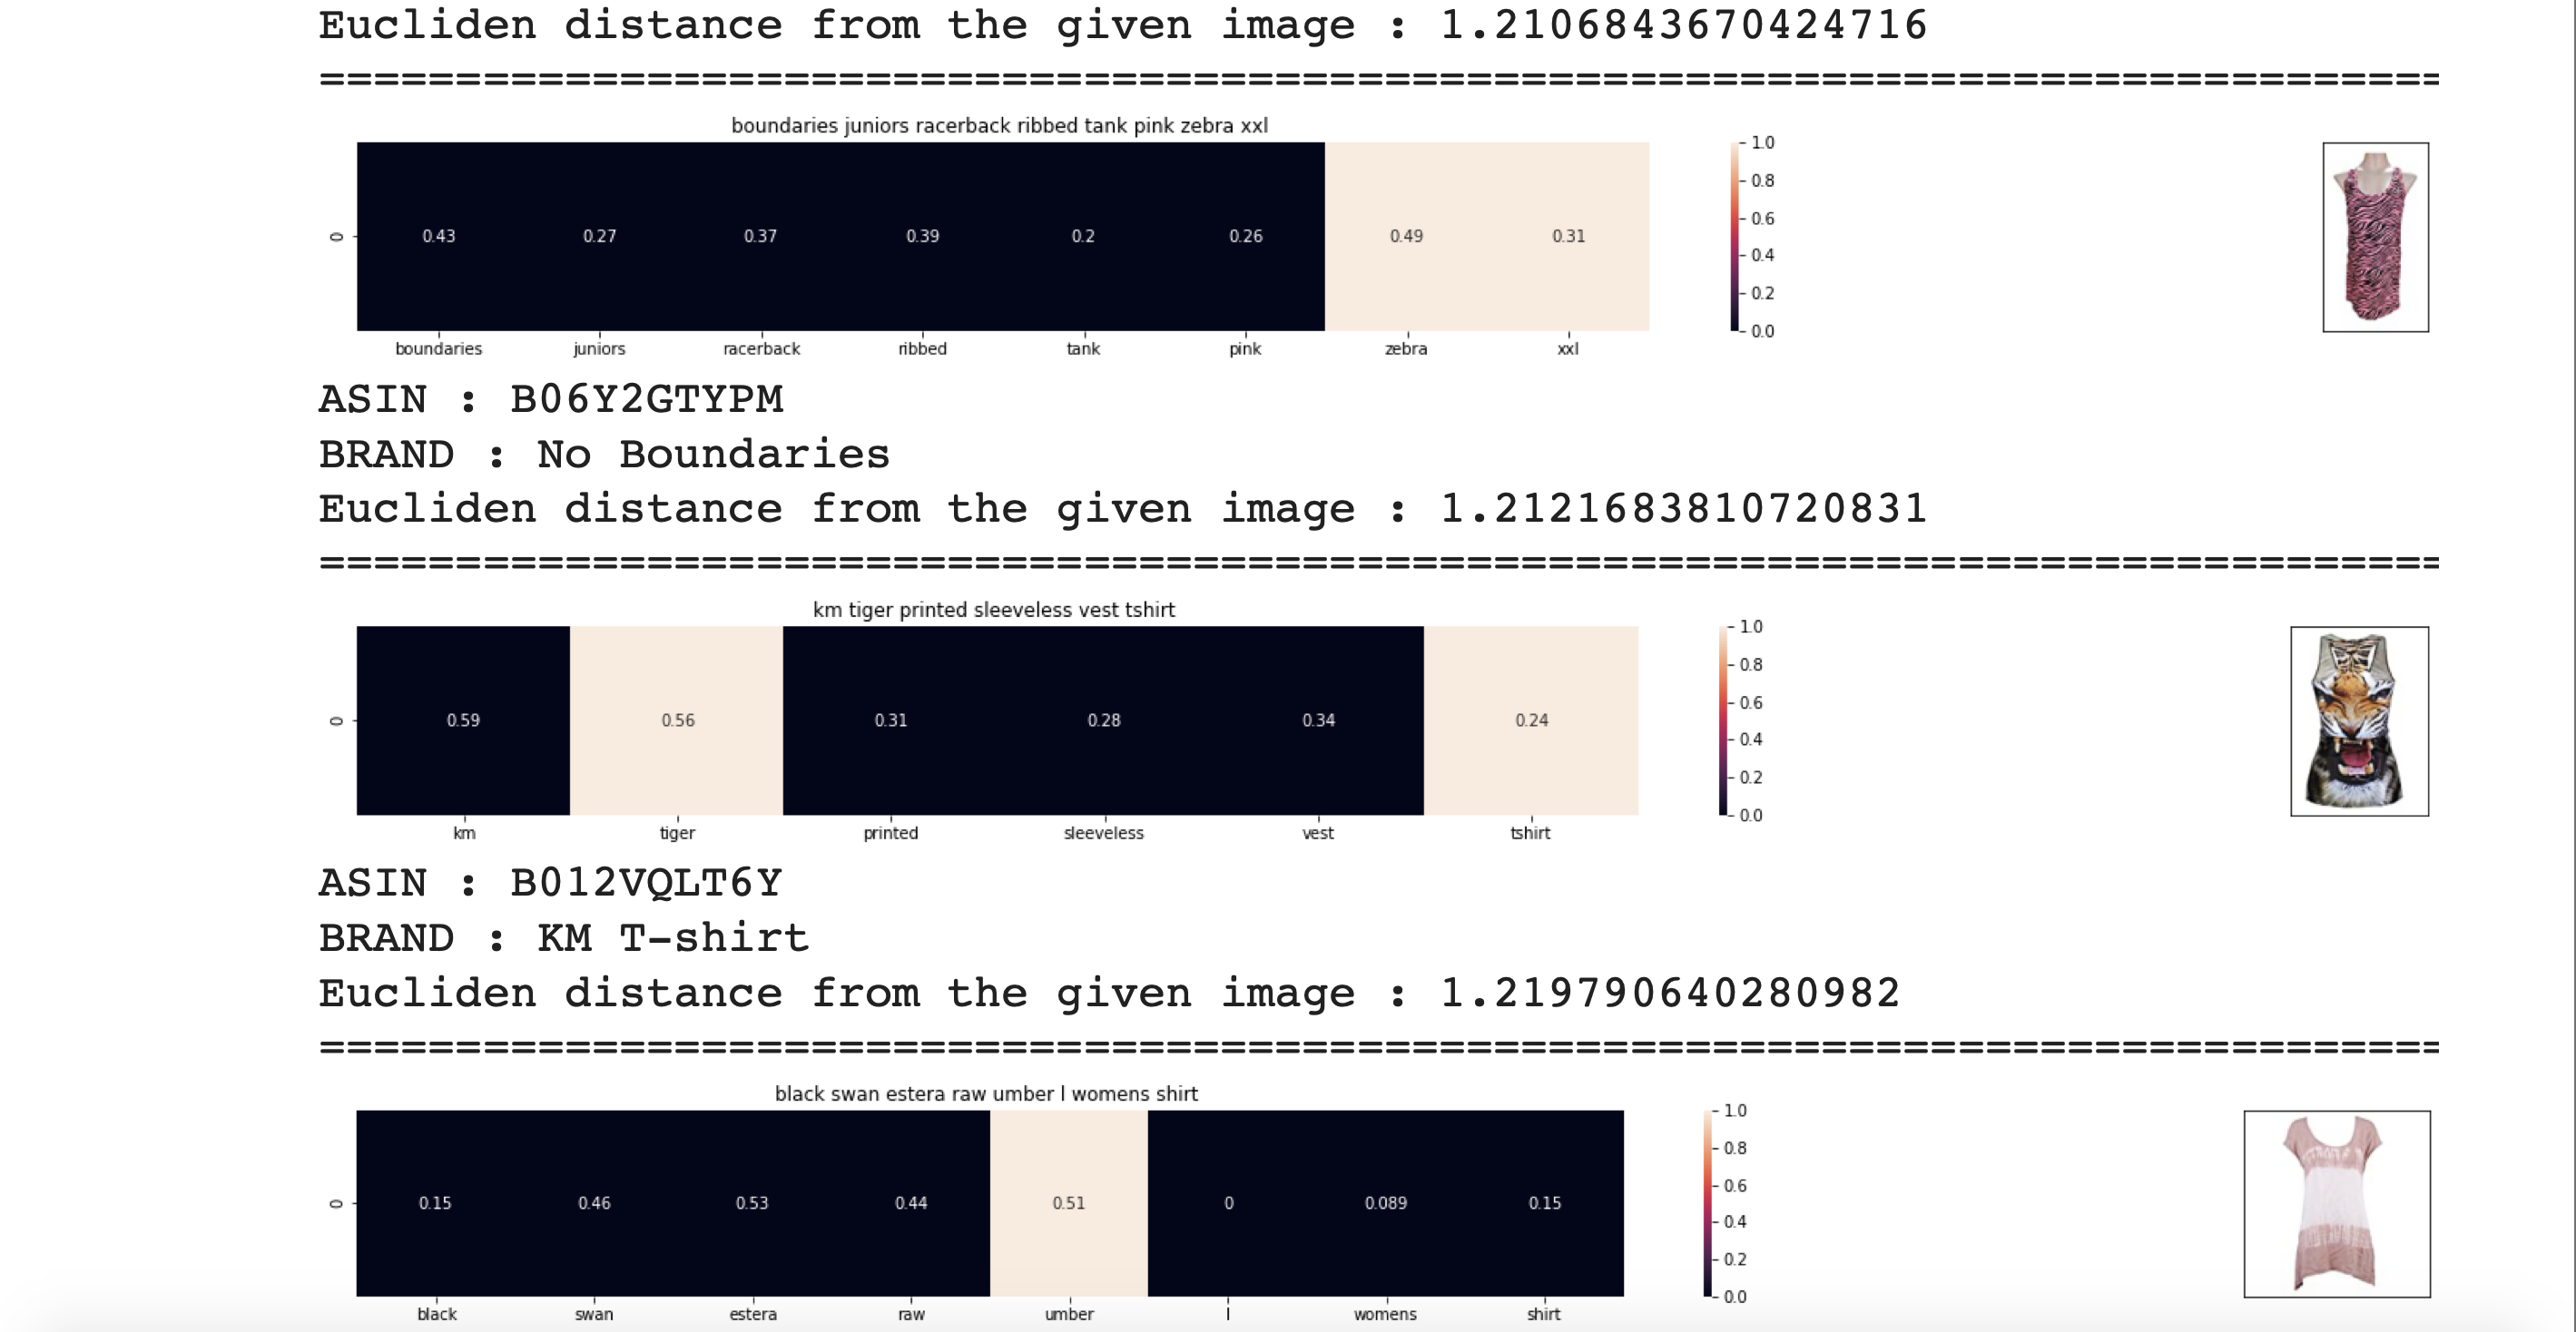 Eucliden distance from the given image : 1.2106843670424716
==============================================================================
boundaries juniors racerback ribbed tank pink zebra xxl
1.0
0.8
0.6
0.4
0.2
0.0
0
0.43 0.27 0.37 0.39 0.2 0.26 0.49 0.31
boundaries juniors racerback ribbed tank pink zebra xxl
ASIN : B06Y2GTYPM
BRAND : No Boundaries
Eucliden distance from the given image : 1.2121683810720831
==============================================================================
km tiger printed sleeveless vest tshirt
1.0
0.8
0.6
0.4
0.2
0.0
0
0.59 0.56 0.31 0.28 0.34 0.24
km tiger printed sleeveless vest tshirt
ASIN : B012VQLT6Y
BRAND : KM T-shirt
Eucliden distance from the given image : 1.219790640280982
==============================================================================
black swan estera raw umber l womens shirt
1.0
0.8
0.6
0.4
0.2
0.0
0
0.15 0.46 0.53 0.44 0.51 0 0.089 0.15
black swan estera raw umber l womens shirt